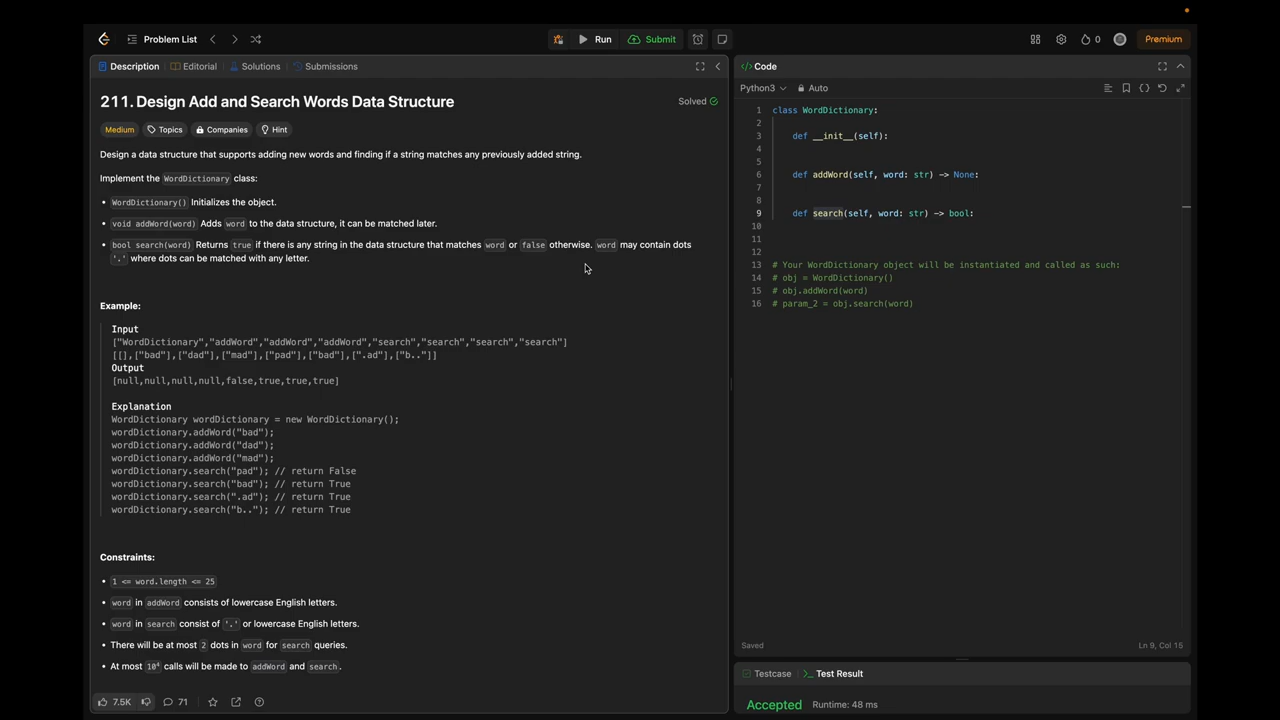 Problem List
Run
Submit
0
Premium
Description
Editorial
Solutions
Submissions
211. Design Add and Search Words Data Structure
Solved
Medium
Topics
Companies
Hint
Design a data structure that supports adding new words and finding if a string matches any previously added string.
Implement the WordDictionary class:
• WordDictionary() Initializes the object.
• void addWord(word) Adds word to the data structure, it can be matched later.
• bool search(word) Returns true if there is any string in the data structure that matches word or false otherwise. word may contain dots
'.' where dots can be matched with any letter.
Example:
Input
["WordDictionary","addWord","addWord","addWord","search","search","search","search"]
[[],["bad"],["dad"],["mad"],["pad"],["bad"],[".ad"],["b.."]]
Output
[null,null,null,null,false,true,true,true]
Explanation
WordDictionary wordDictionary = new WordDictionary();
wordDictionary.addWord("bad");
wordDictionary.addWord("dad");
wordDictionary.addWord("mad");
wordDictionary.search("pad"); // return False
wordDictionary.search("bad"); // return True
wordDictionary.search(".ad"); // return True
wordDictionary.search("b.."); // return True
Constraints:
• 1 <= word.length <= 25
• word in addWord consists of lowercase English letters.
• word in search consist of '.' or lowercase English letters.
• There will be at most 2 dots in word for search queries.
• At most 10⁴ calls will be made to addWord and search.
7.5K
71
</> Code
Python3
Auto
1 class WordDictionary:
2
3 def __init__(self):
4
5
6 def addWord(self, word: str) -> None:
7
8
9 def search(self, word: str) -> bool:
10
11
12
13 # Your WordDictionary object will be instantiated and called as such:
14 # obj = WordDictionary()
15 # obj.addWord(word)
16 # param_2 = obj.search(word)
Saved
Ln 9, Col 15
Testcase
Test Result
Accepted
Runtime: 48 ms